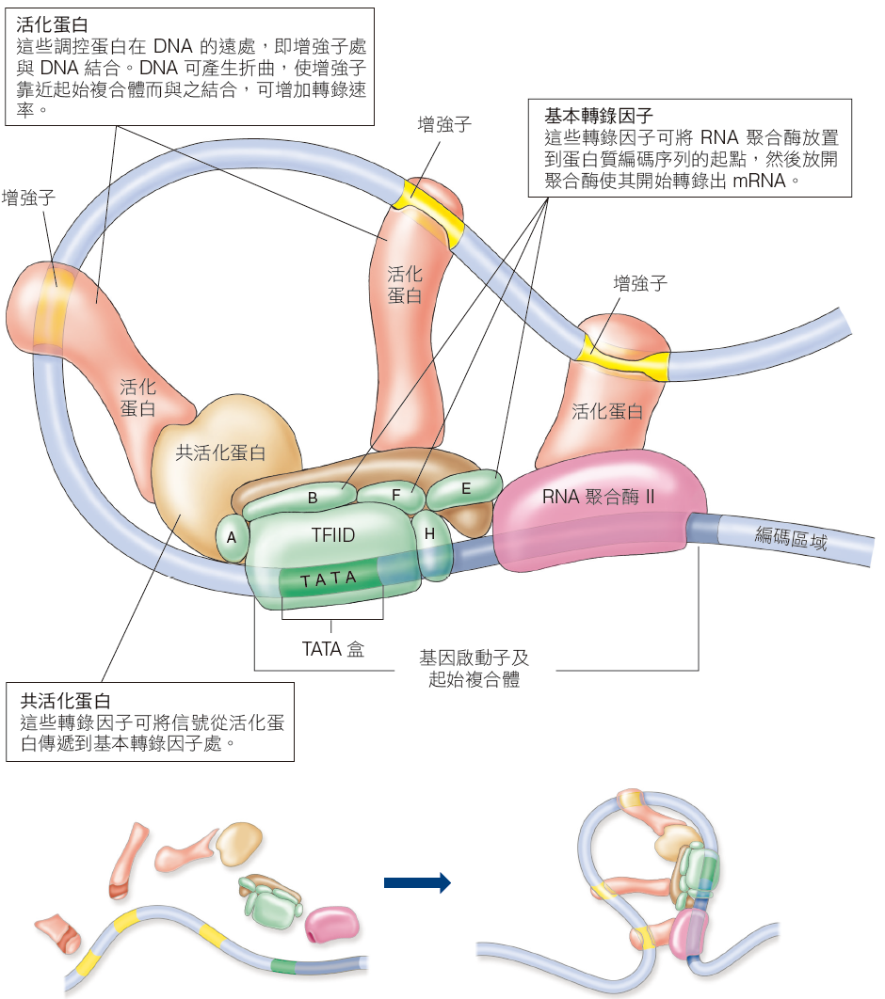 活化蛋白
這些調控蛋白在 DNA 的遠處，即增強子處
與 DNA 結合。DNA 可產生折曲，使增強子
靠近起始複合體而與之結合，可增加轉錄速
率。
增強子
基本轉錄因子
這些轉錄因子可將 RNA 聚合酶放置
到蛋白質編碼序列的起點，然後放開
聚合酶使其開始轉錄出 mRNA。
增強子
活化
蛋白
增強子
活化
蛋白
活化蛋白
共活化蛋白
B
F
E
RNA 聚合酶 II
A
TFIID
H
編碼區域
TATA
TATA 盒
基因啟動子及
起始複合體
共活化蛋白
這些轉錄因子可將信號從活化蛋
白傳遞到基本轉錄因子處。